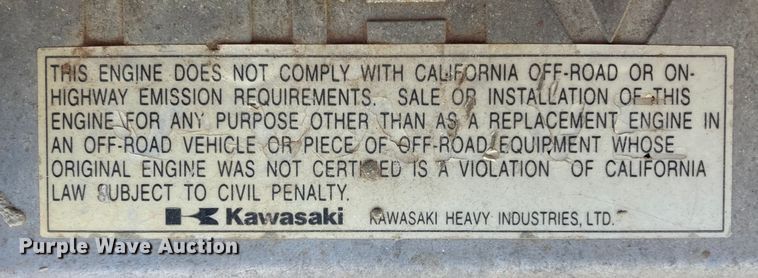 THIS ENGINE DOES NOT COMPLY WITH CALIFORNIA OFF-ROAD OR ON-
HIGHWAY EMISSION REQUIREMENTS. SALE OR INSTALLATION OF THIS
ENGINE FOR ANY PURPOSE OTHER THAN AS A REPLACEMENT ENGINE IN
AN OFF-ROAD VEHICLE OR PIECE OF OFF-ROAD EQUIPMENT WHOSE
ORIGINAL ENGINE WAS NOT CERTIFIED IS A VIOLATION OF CALIFORNIA
LAW SUBJECT TO CIVIL PENALTY.
Kawasaki KAWASAKI HEAVY INDUSTRIES, LTD.
Purple Wave Auction